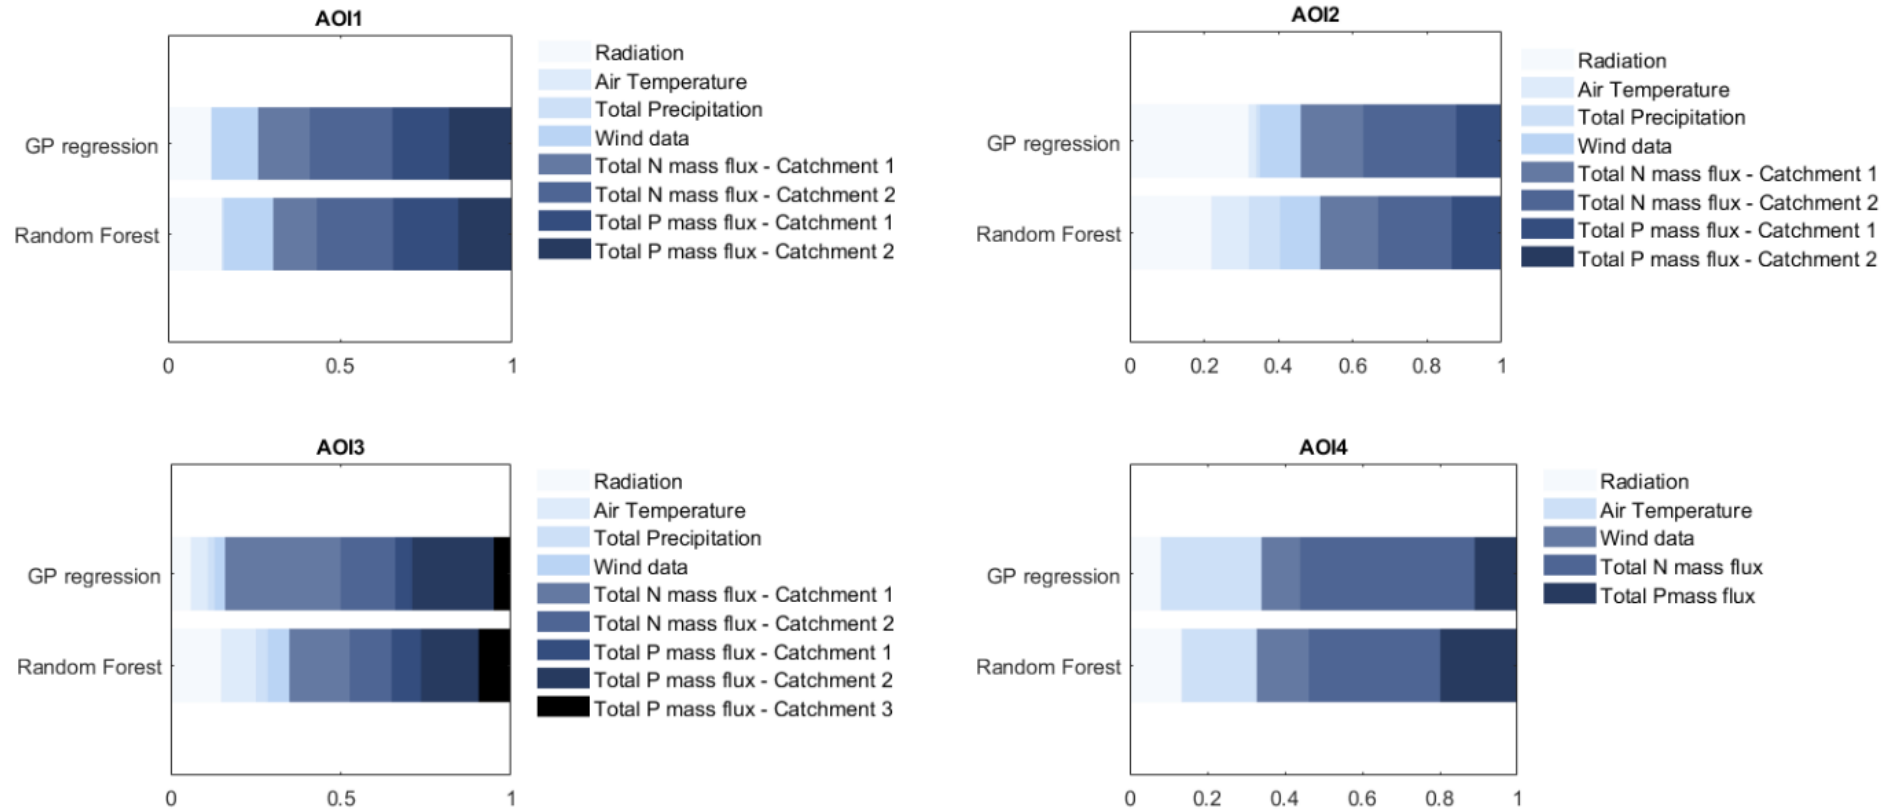 AOI1
GP regression
Random Forest
0 0.5 1
Radiation
Air Temperature
Total Precipitation
Wind data
Total N mass flux - Catchment 1
Total N mass flux - Catchment 2
Total P mass flux - Catchment 1
Total P mass flux - Catchment 2
AOI2
GP regression
Random Forest
0 0.2 0.4 0.6 0.8 1
Radiation
Air Temperature
Total Precipitation
Wind data
Total N mass flux - Catchment 1
Total N mass flux - Catchment 2
Total P mass flux - Catchment 1
Total P mass flux - Catchment 2
AOI3
GP regression
Random Forest
0 0.5 1
Radiation
Air Temperature
Total Precipitation
Wind data
Total N mass flux - Catchment 1
Total N mass flux - Catchment 2
Total P mass flux - Catchment 1
Total P mass flux - Catchment 2
Total P mass flux - Catchment 3
AOI4
GP regression
Random Forest
0 0.2 0.4 0.6 0.8 1
Radiation
Air Temperature
Wind data
Total N mass flux
Total Pmass flux